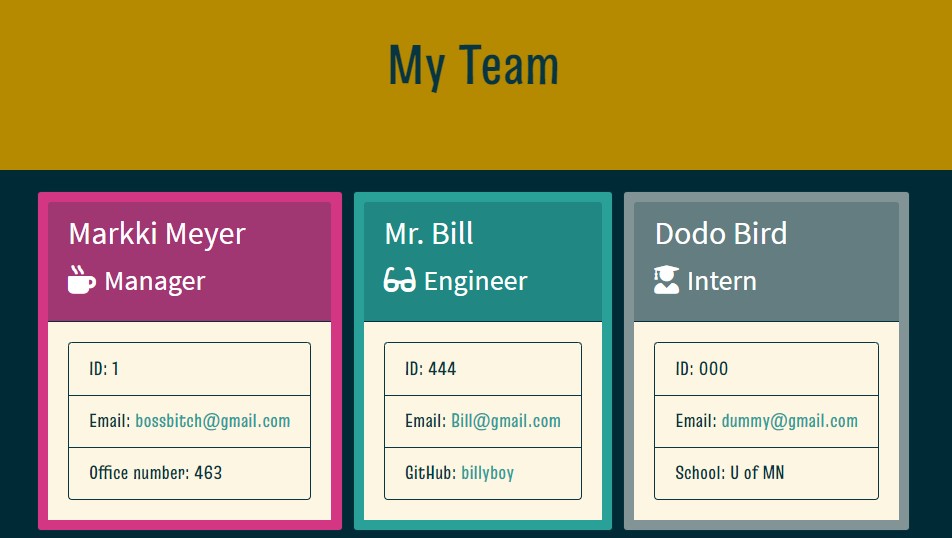 My Team
Markki Meyer
Manager
ID: 1
Email: bossbitch@gmail.com
Office number: 463
Mr. Bill
Engineer
ID: 444
Email: Bill@gmail.com
GitHub: billyboy
Dodo Bird
Intern
ID: 000
Email: dummy@gmail.com
School: U of MN